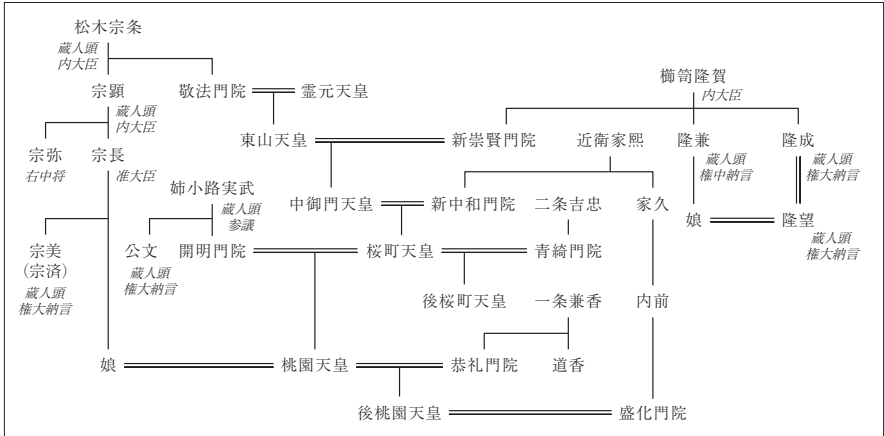 松木宗条
蔵人頭
内大臣
櫛笥隆賀
内大臣
宗顕
敬法門院
霊元天皇
蔵人頭
内大臣
東山天皇
新崇賢門院
近衛家熙
隆兼
隆成
宗弥
宗長
右中将
准大臣
蔵人頭
権中納言
蔵人頭
権大納言
姉小路実武
蔵人頭
参議
中御門天皇
新中和門院
二条吉忠
家久
娘
隆望
蔵人頭
権大納言
宗美
(宗済)
蔵人頭
権大納言
公文
蔵人頭
権大納言
開明門院
桜町天皇
青綺門院
後桜町天皇
一条兼香
内前
娘
桃園天皇
恭礼門院
道香
後桃園天皇
盛化門院